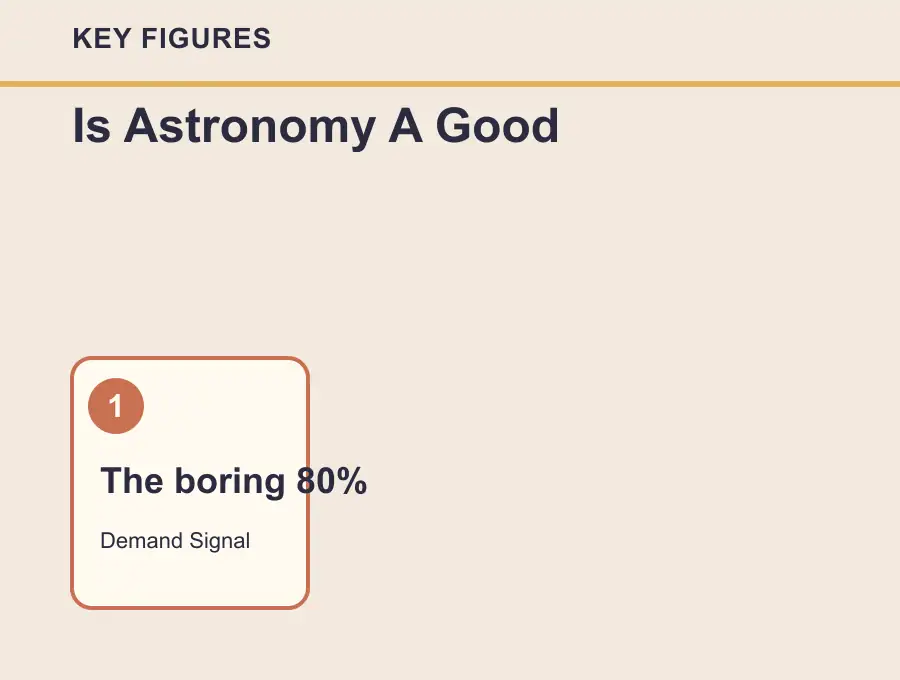 KEY FIGURES
Is Astronomy A Good
1
The boring 80%
Demand Signal